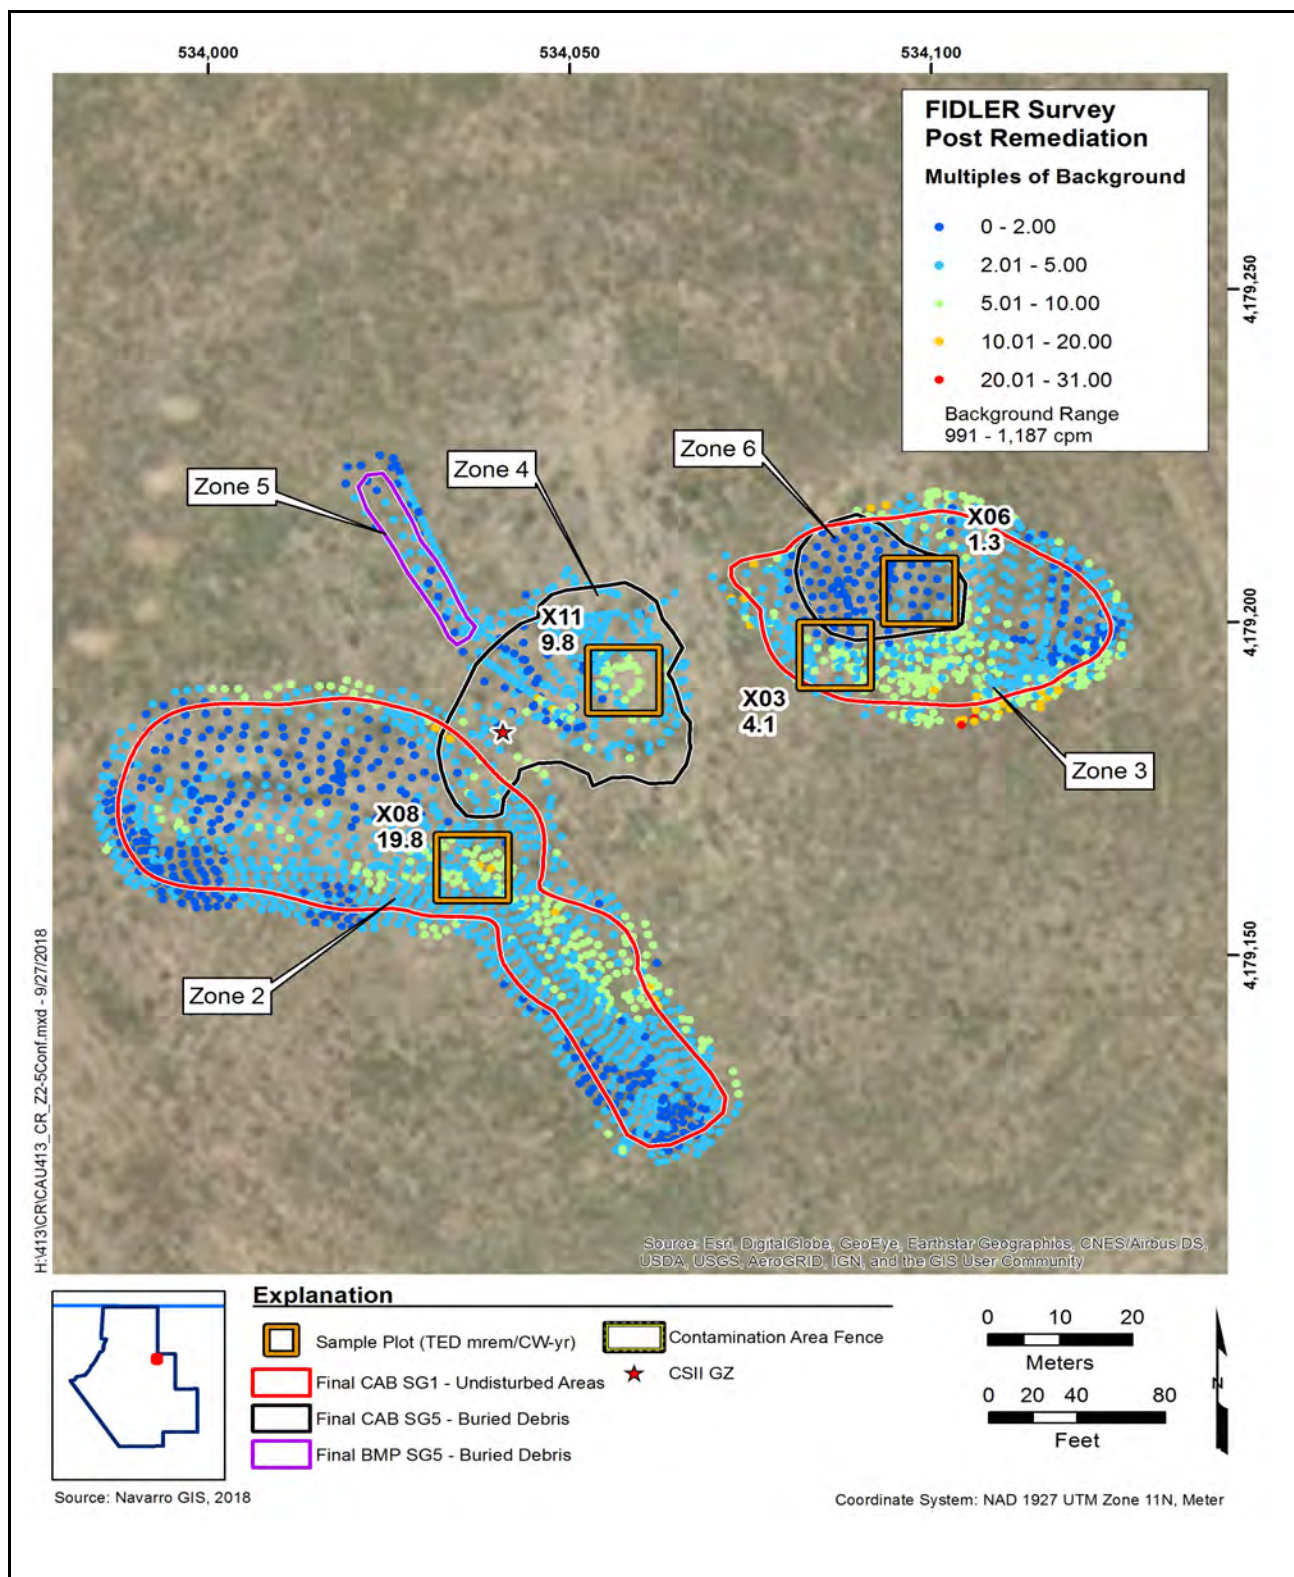 534,000
534,050
534,100
FIDLER Survey
Post Remediation
Multiples of Background
0 - 2.00
2.01 - 5.00
5.01 - 10.00
10.01 - 20.00
20.01 - 31.00
Background Range
991 - 1,187 cpm
4,179,250
4,179,200
4,179,150
Zone 6
Zone 4
Zone 5
X06
1.3
X11
9.8
X03
4.1
Zone 3
X08
19.8
Zone 2
H:\413\CR\CAU413_CR_Z2-5Conf.mxd - 9/27/2018
Source: Esri, DigitalGlobe, GeoEye, Earthstar Geographics, CNES/Airbus DS,
USDA, USGS, AeroGRID, IGN, and the GIS User Community
Explanation
Sample Plot (TED mrem/CW-yr)
Contamination Area Fence
Final CAB SG1 - Undisturbed Areas
CSII GZ
Final CAB SG5 - Buried Debris
Final BMP SG5 - Buried Debris
0 10 20
Meters
0 20 40 80
Feet
N
Source: Navarro GIS, 2018
Coordinate System: NAD 1927 UTM Zone 11N, Meter